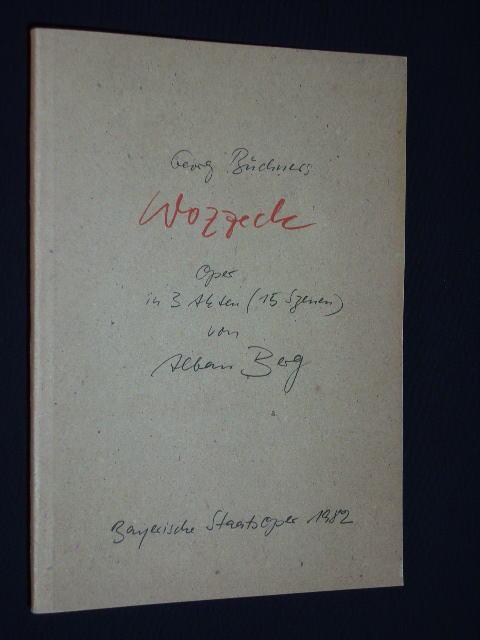 Georg Büchners
Wozzeck
Oper
in 3 Akten (15 Szenen)
von
Alban Berg
Bayerische Staatsoper 1982